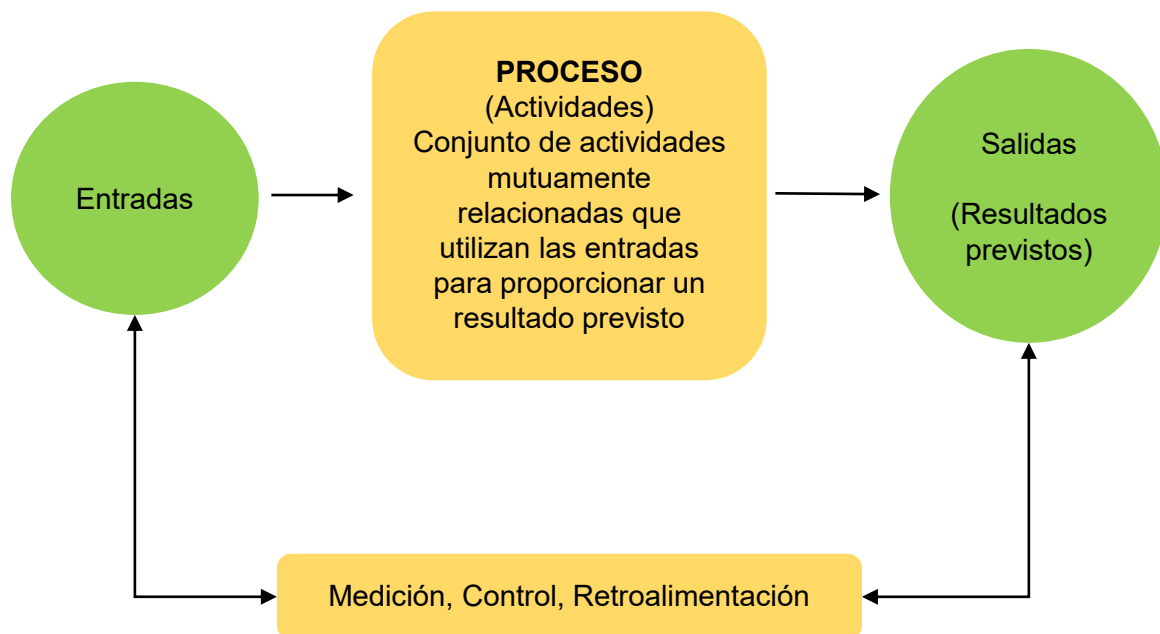 Entradas
PROCESO
(Actividades)
Conjunto de actividades
mutuamente
relacionadas que
utilizan las entradas
para proporcionar un
resultado previsto
Salidas
(Resultados
previstos)
Medición, Control, Retroalimentación